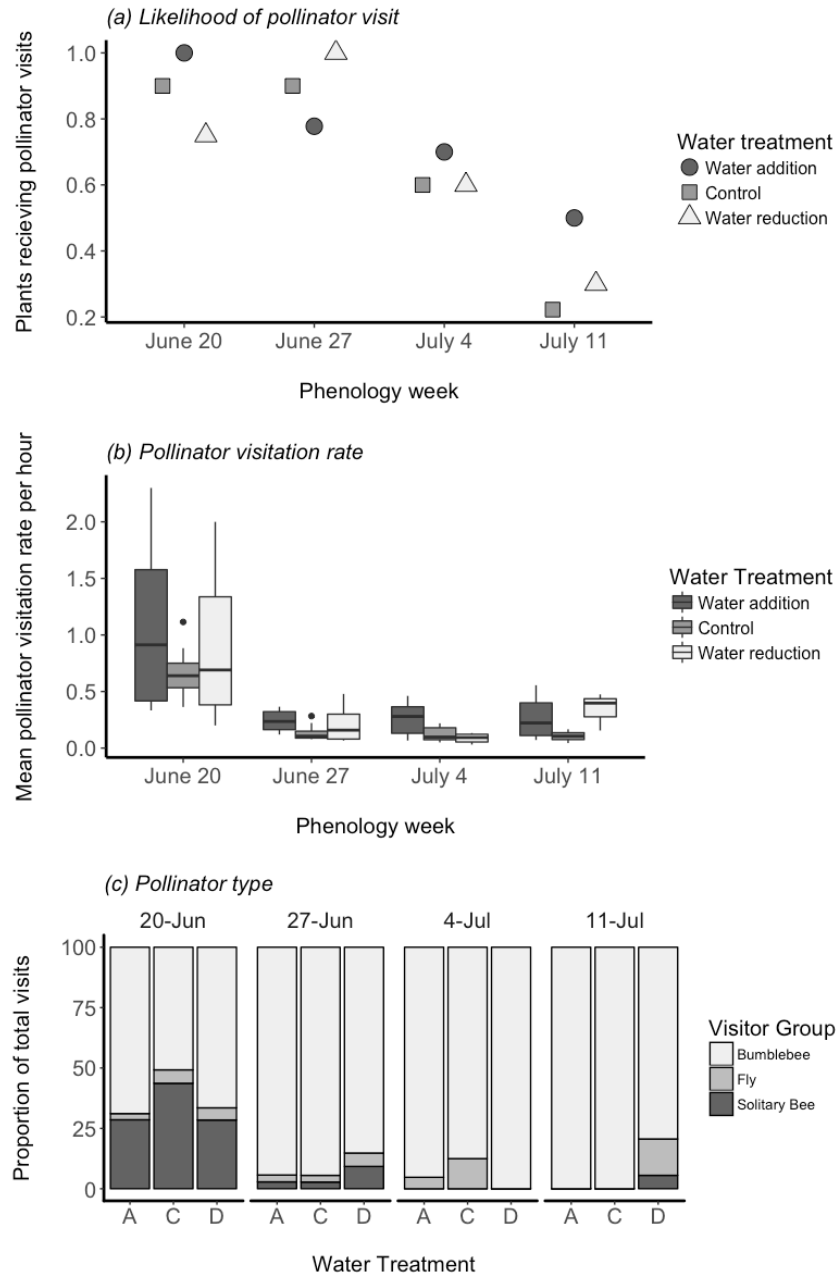 (a) Likelihood of pollinator visit
Plants recieving pollinator visits
1.0
0.8
0.6
0.4
0.2
June 20 June 27 July 4 July 11
Phenology week
Water treatment
Water addition
Control
Water reduction
(b) Pollinator visitation rate
Mean pollinator visitation rate per hour
2.0
1.5
1.0
0.5
0.0
June 20 June 27 July 4 July 11
Phenology week
Water Treatment
Water addition
Control
Water reduction
(c) Pollinator type
20-Jun 27-Jun 4-Jul 11-Jul
Proportion of total visits
100
75
50
25
0
A C D A C D A C D A C D
Water Treatment
Visitor Group
Bumblebee
Fly
Solitary Bee